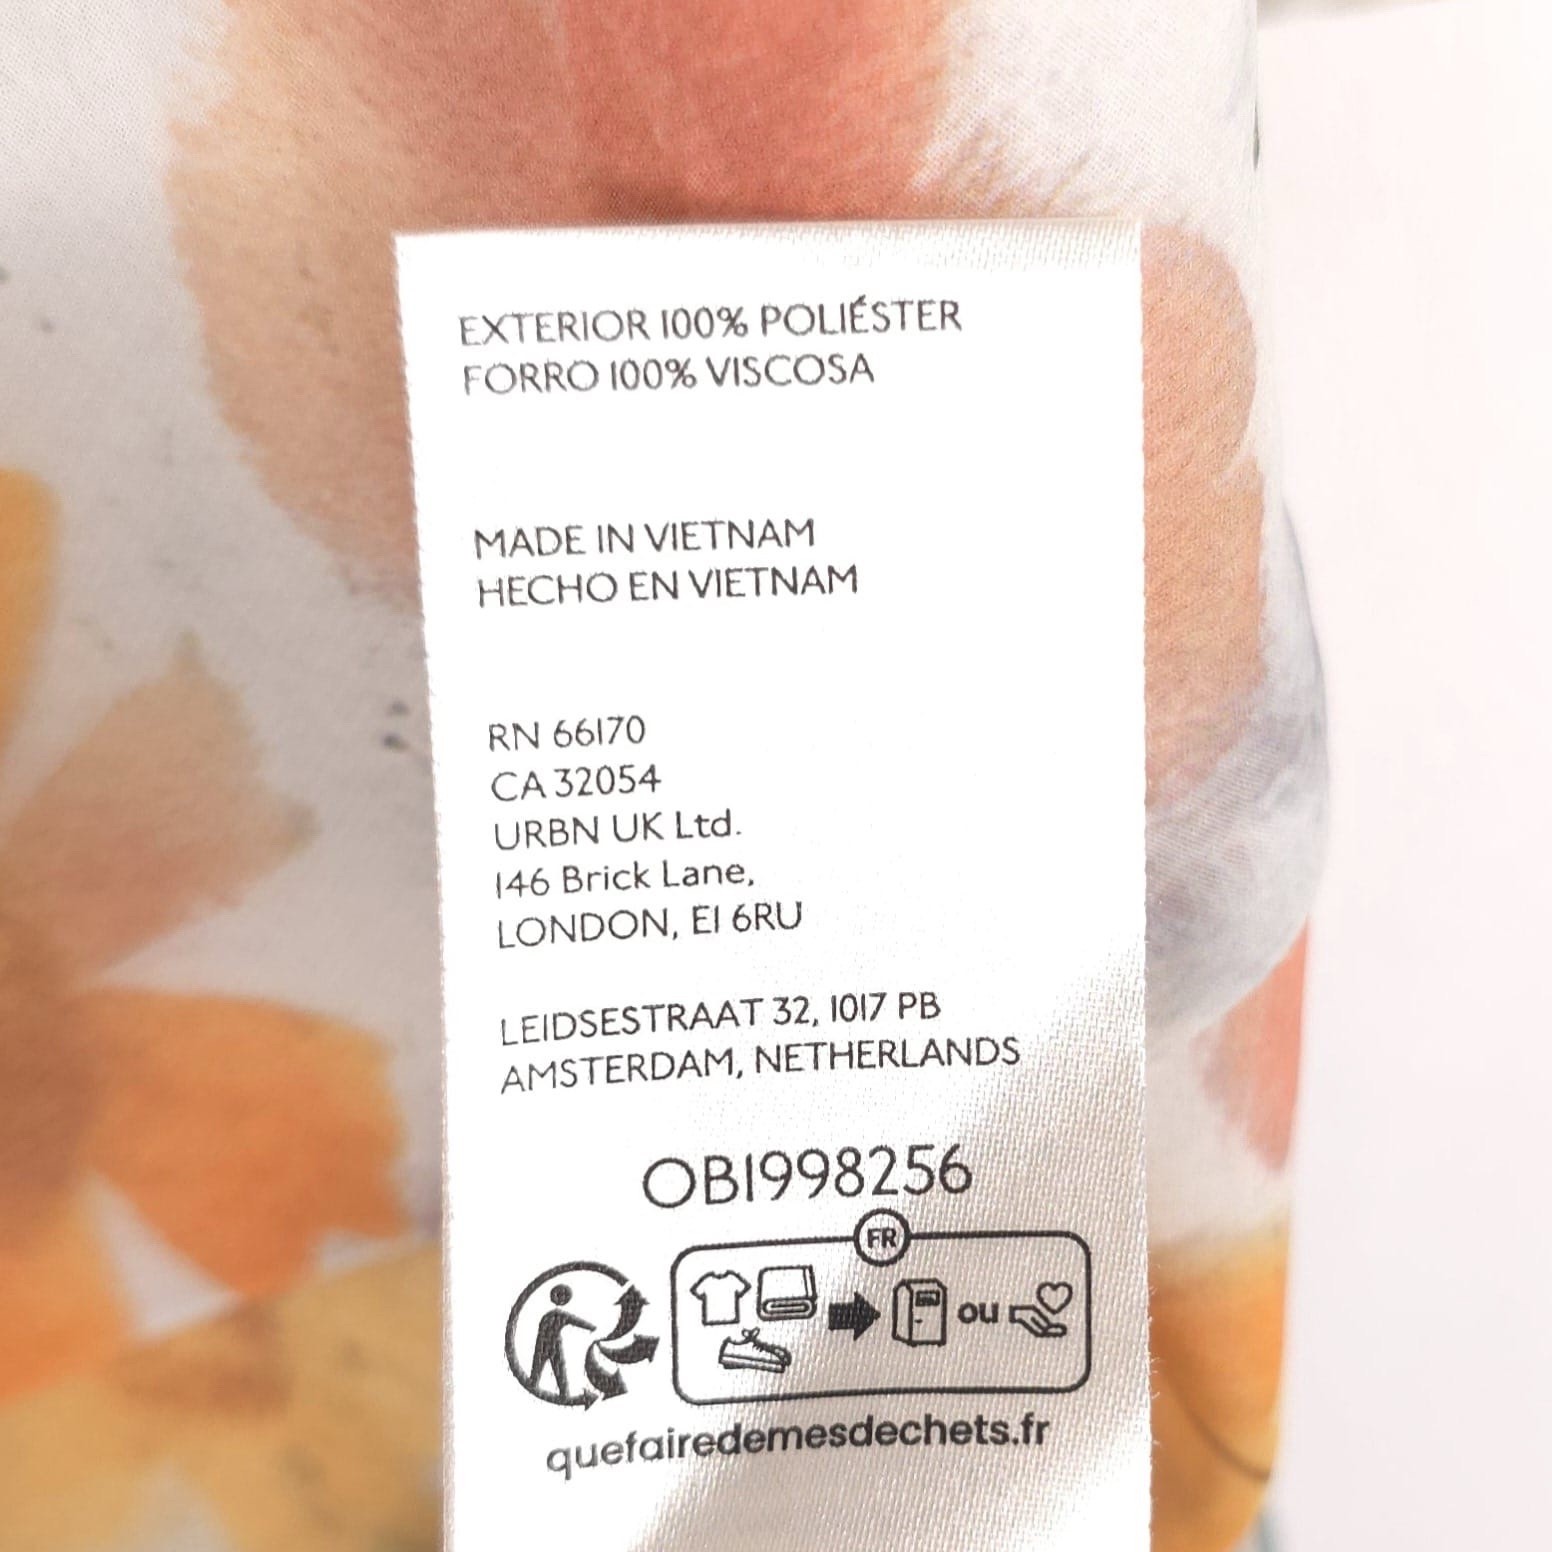 EXTERIOR 100% POLIÉSTER
FORRO 100% VISCOSA
MADE IN VIETNAM
HECHO EN VIETNAM
RN 66170
CA 32054
URBN UK Ltd.
146 Brick Lane,
LONDON, E1 6RU
LEIDSESTRAAT 32, 1017 PB
AMSTERDAM, NETHERLANDS
OB1998256
FR
ou
quefairedemesdechets.fr